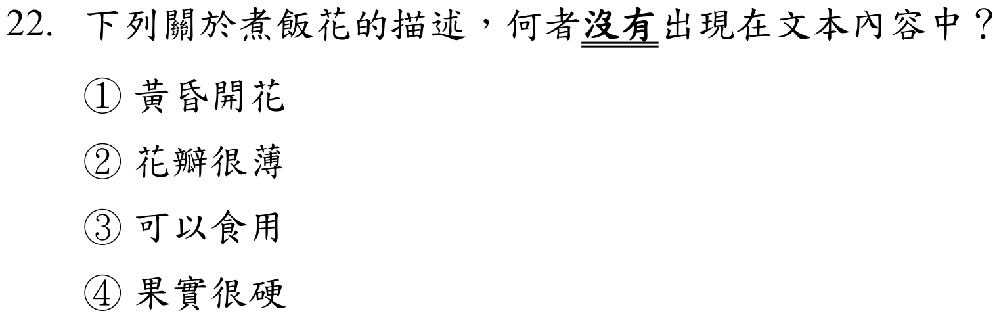 22. 下列關於煮飯花的描述，何者沒有出現在文本內容中？
① 黃昏開花
② 花瓣很薄
③ 可以食用
④ 果實很硬